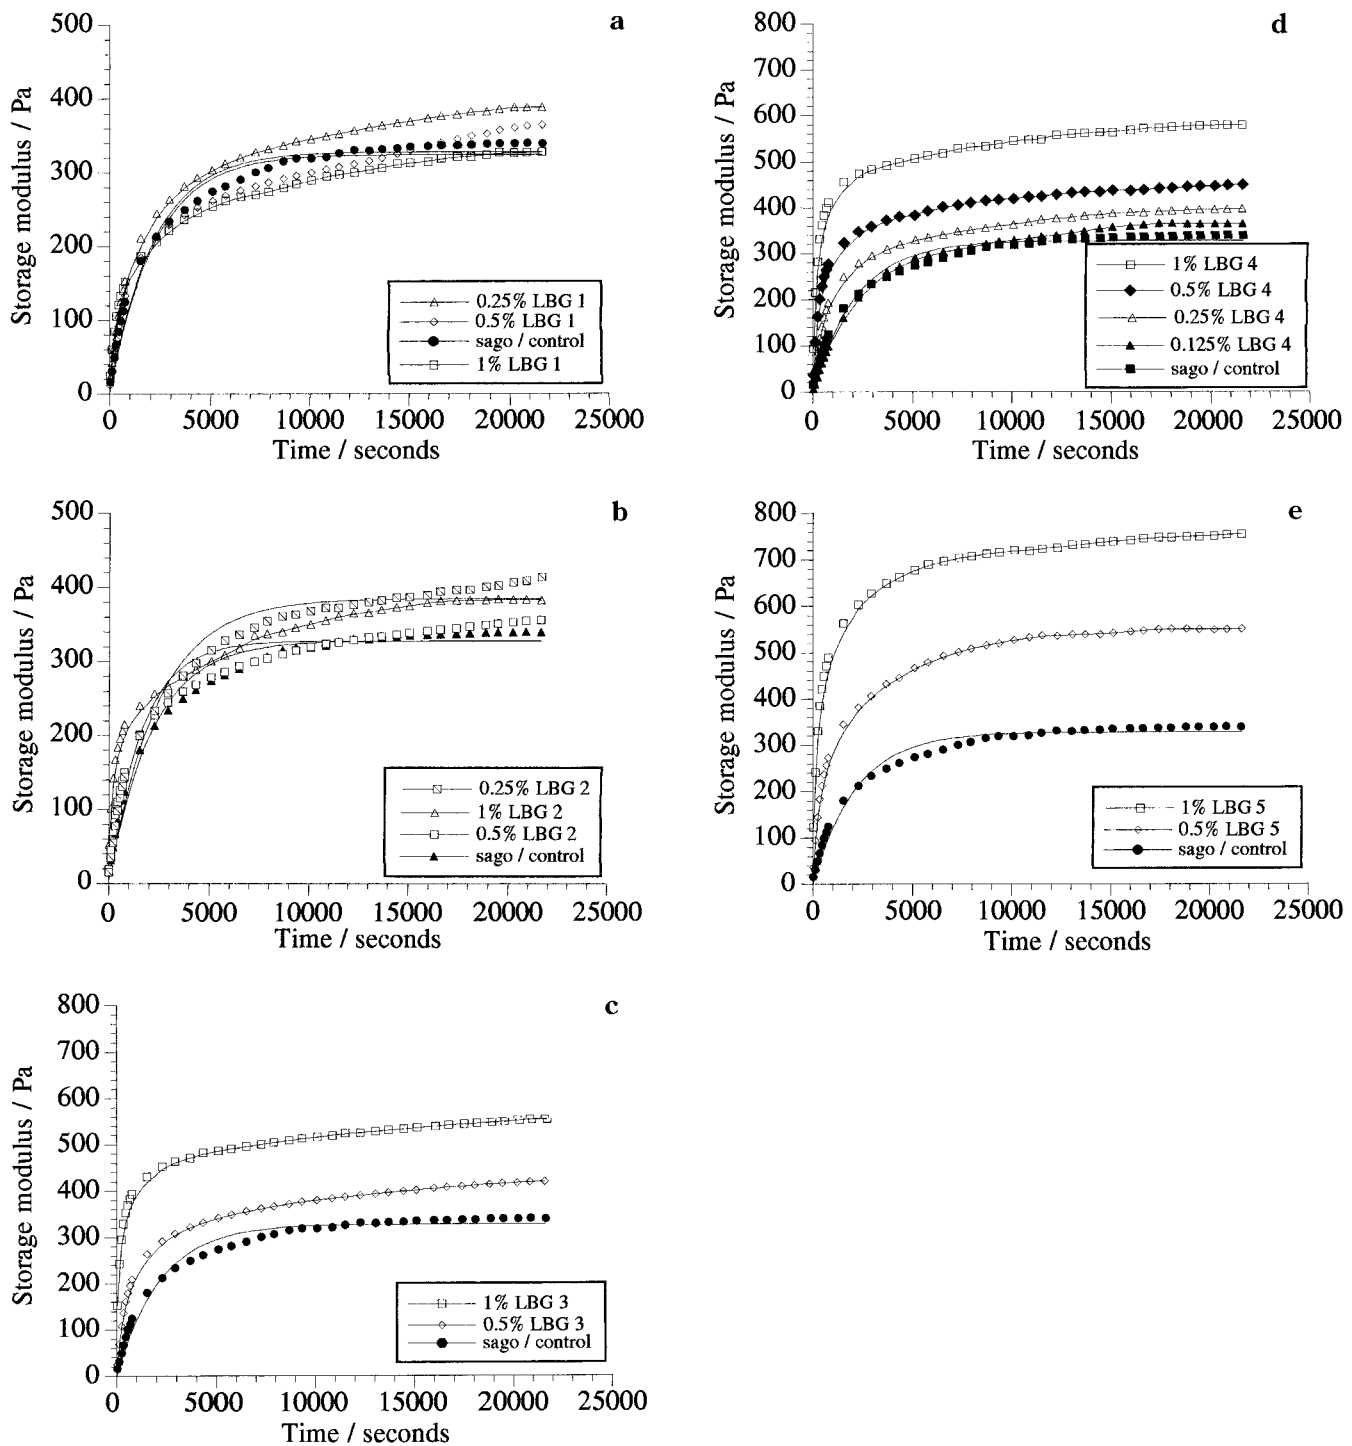 a
Storage modulus / Pa
500
400
300
200
100
0
0.25% LBG 1
0.5% LBG 1
sago / control
1% LBG 1
0 5000 10000 15000 20000 25000
Time / seconds
d
Storage modulus / Pa
800
700
600
500
400
300
200
100
0
1% LBG 4
0.5% LBG 4
0.25% LBG 4
0.125% LBG 4
sago / control
0 5000 10000 15000 20000 25000
Time / seconds
b
Storage modulus / Pa
500
400
300
200
100
0
0.25% LBG 2
1% LBG 2
0.5% LBG 2
sago / control
0 5000 10000 15000 20000 25000
Time / seconds
e
Storage modulus / Pa
800
700
600
500
400
300
200
100
0
1% LBG 5
0.5% LBG 5
sago / control
0 5000 10000 15000 20000 25000
Time / seconds
c
Storage modulus / Pa
800
700
600
500
400
300
200
100
0
1% LBG 3
0.5% LBG 3
sago / control
0 5000 10000 15000 20000 25000
Time / seconds